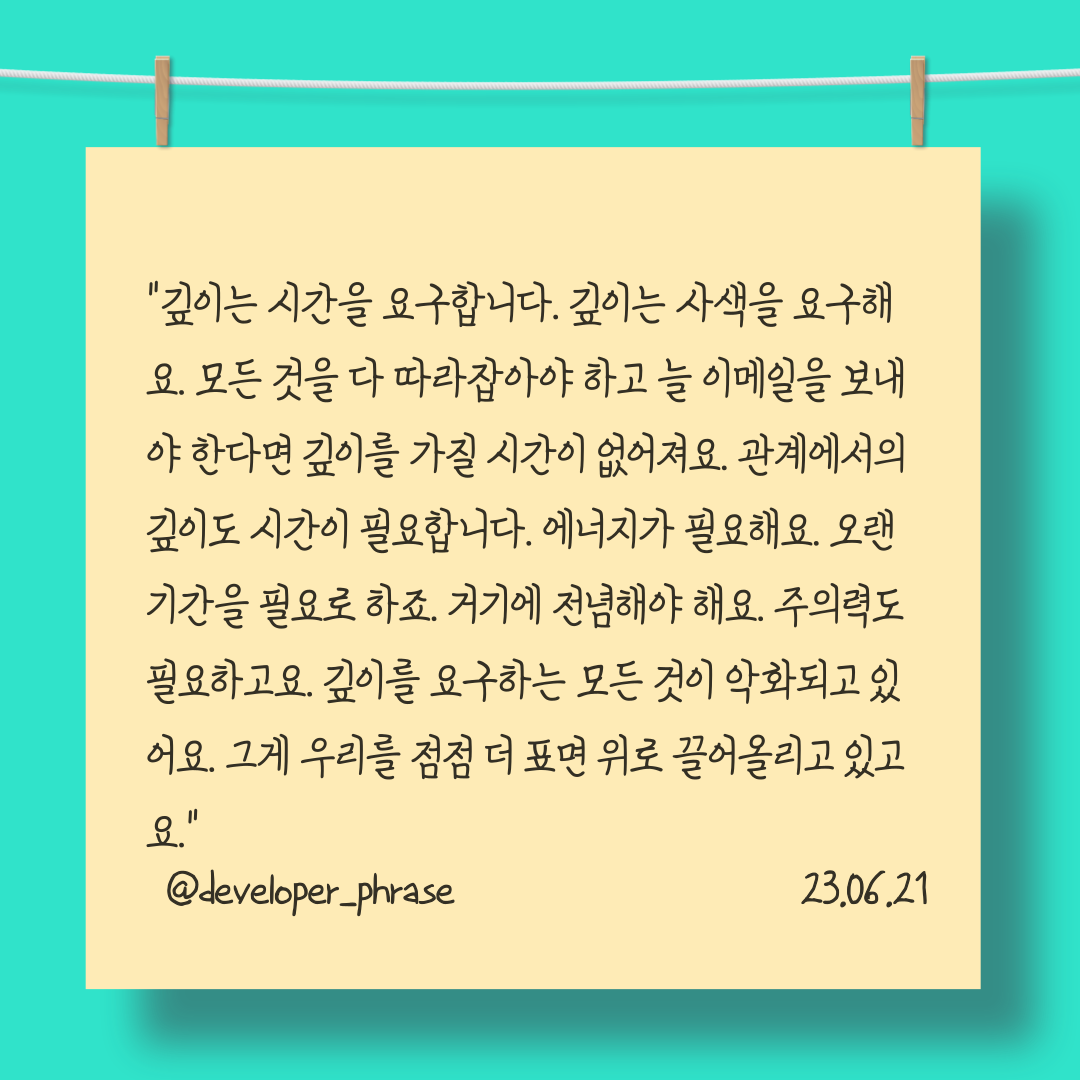 "깊이는 시간을 요구합니다. 깊이는 사색을 요구해
요. 모든 것을 다 따라잡아야 하고 늘 이메일을 보내
야 한다면 깊이를 가질 시간이 없어져요. 관계에서의
깊이도 시간이 필요합니다. 에너지가 필요해요. 오랜
기간을 필요로 하죠. 거기에 전념해야 해요. 주의력도
필요하고요. 깊이를 요구하는 모든 것이 악화되고 있
어요. 그게 우리를 점점 더 표면 위로 끌어올리고 있고
요."
@developer_phrase 23.06.21